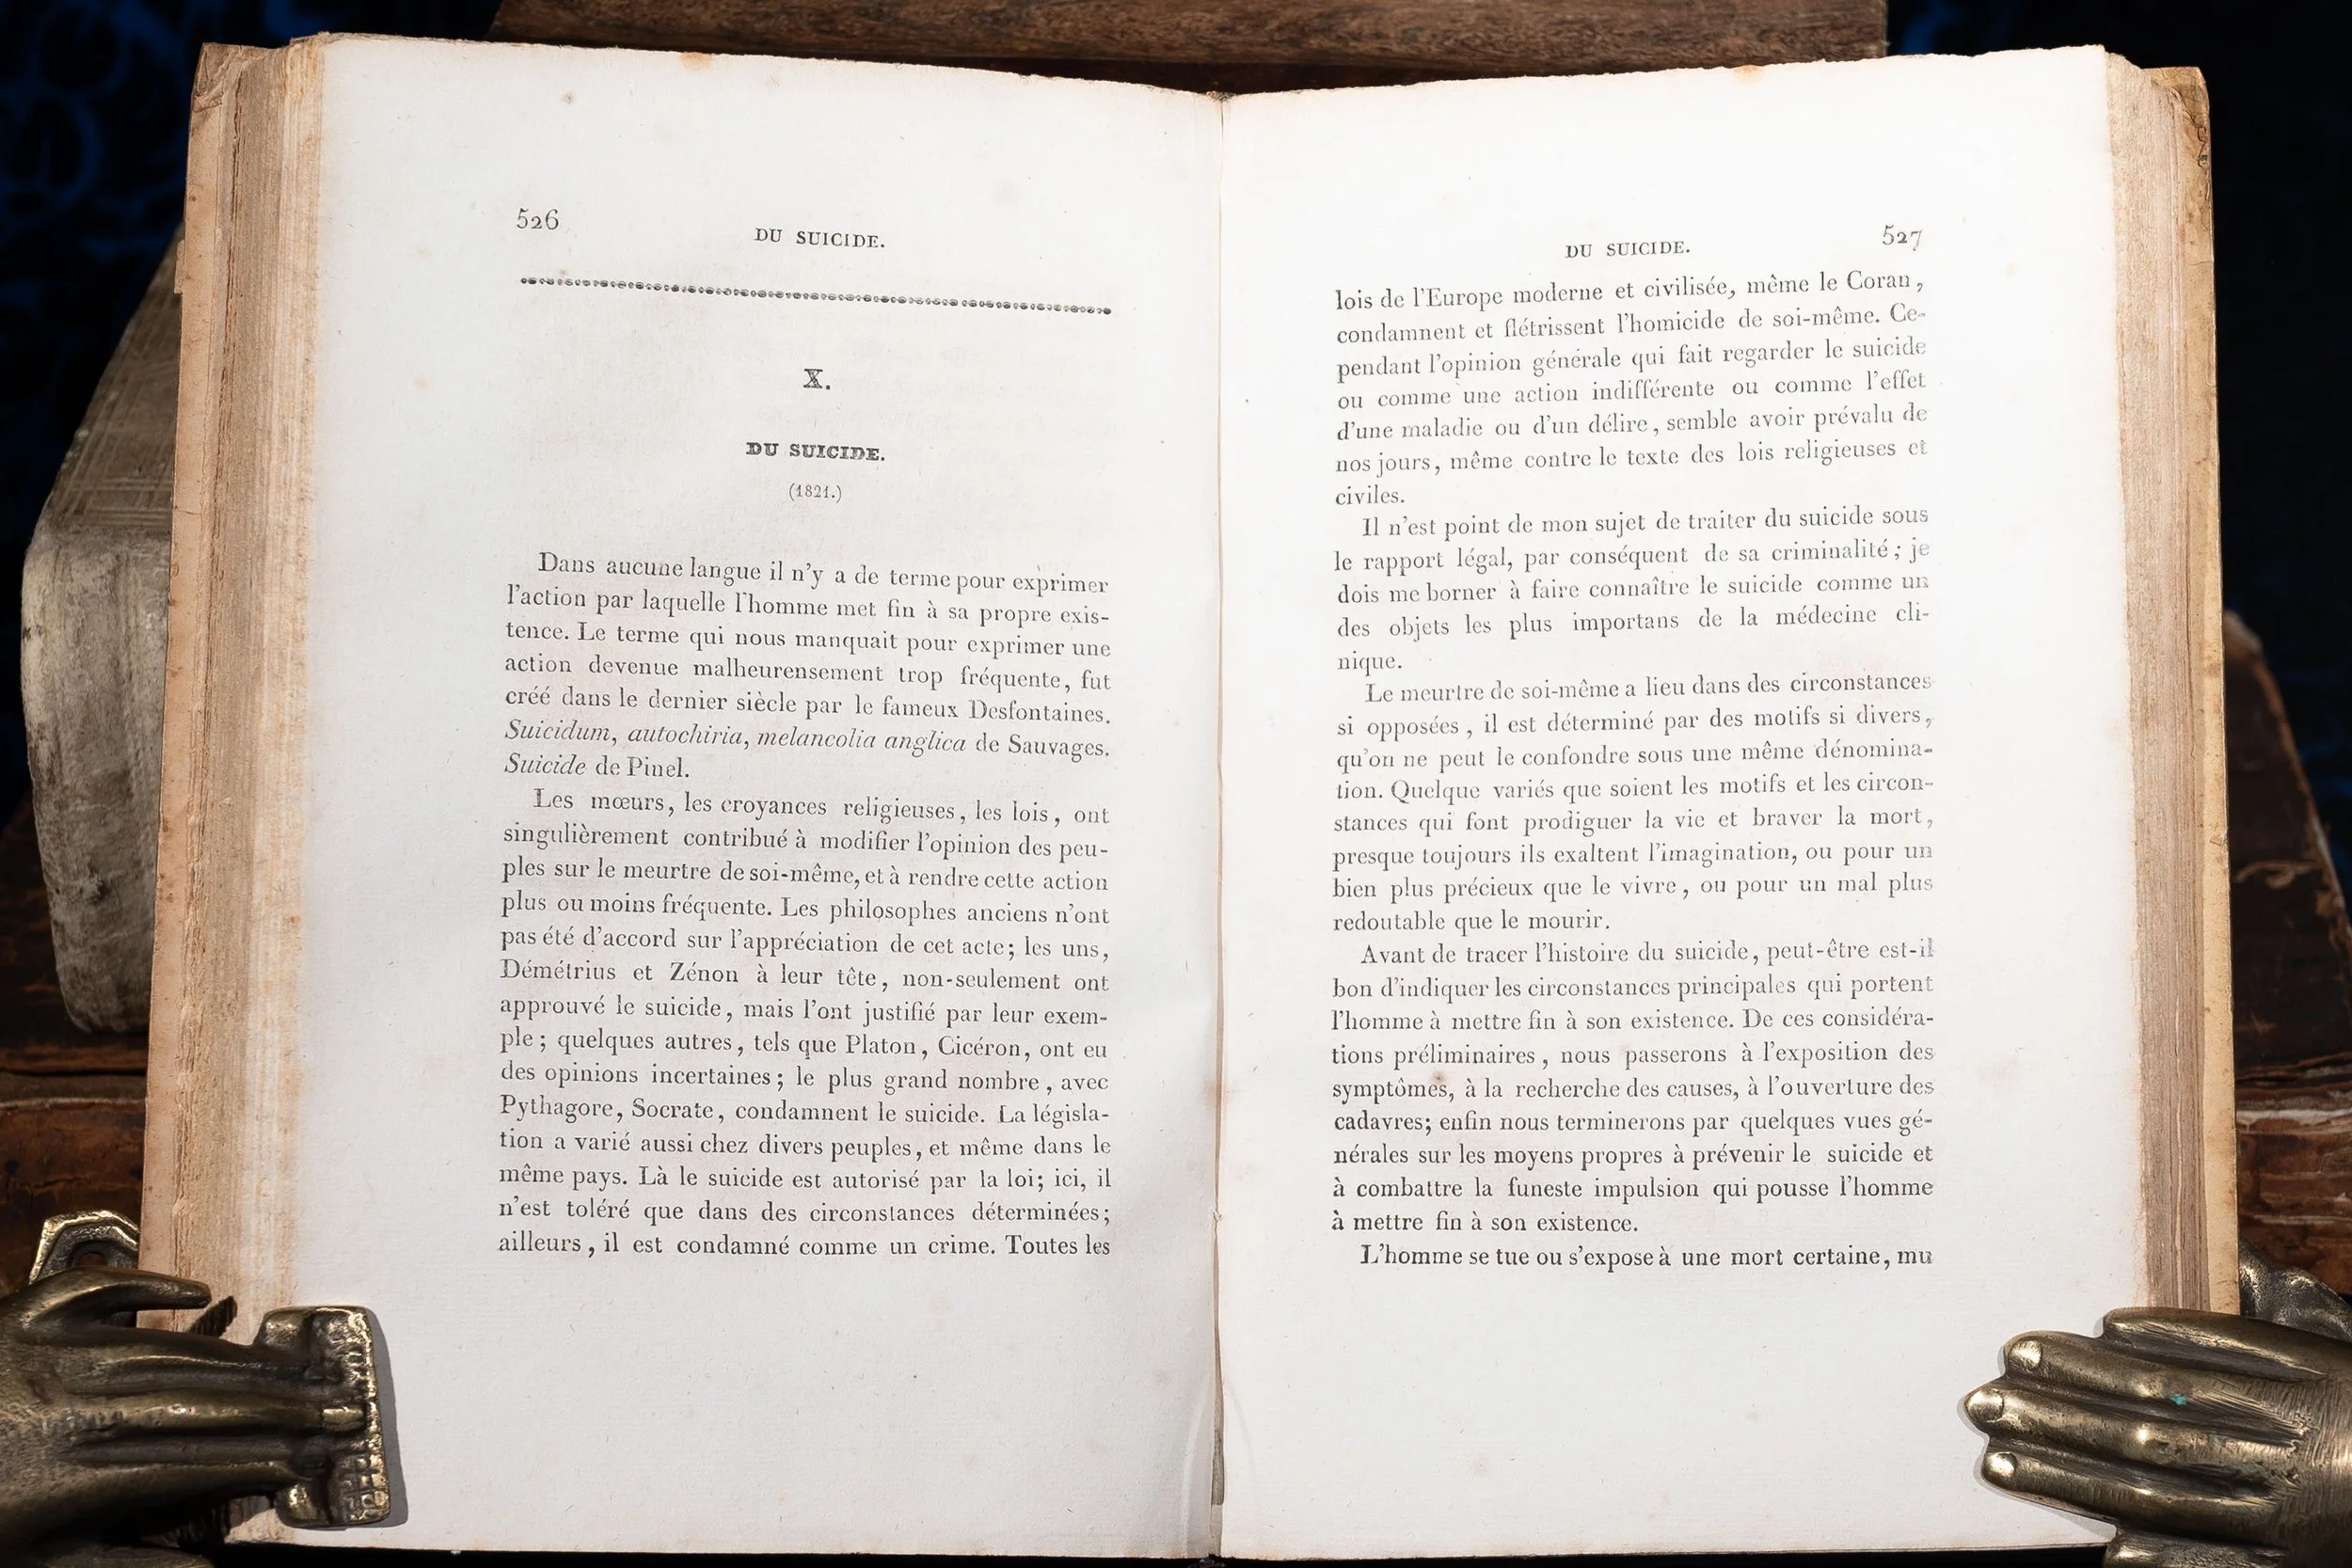 526
DU SUICIDE.
X.
DU SUICIDE.
(1821.)
Dans aucune langue il n'y a de terme pour exprimer
l'action par laquelle l'homme met fin à sa propre exis-
tence. Le terme qui nous manquait pour exprimer une
action devenue malheurensement trop fréquente, fut
créé dans le dernier siècle par le fameux Desfontaines.
Suicidum, autochiria, melancolia anglica de Sauvages.
Suicide de Pinel.
Les mœurs, les croyances religieuses, les lois, ont
singulièrement contribué à modifier l'opinion des peu-
ples sur le meurtre de soi-même, et à rendre cette action
plus ou moins fréquente. Les philosophes anciens n'ont
pas été d'accord sur l'appréciation de cet acte; les uns,
Démétrius et Zénon à leur tête, non-seulement ont
approuvé le suicide, mais l'ont justifié par leur exem-
ple; quelques autres, tels que Platon, Cicéron, ont eu
des opinions incertaines; le plus grand nombre, avec
Pythagore, Socrate, condamnent le suicide. La législa-
tion a varié aussi chez divers peuples, et même dans le
même pays. Là le suicide est autorisé par la loi; ici, il
n'est toléré que dans des circonstances déterminées;
ailleurs, il est condamné comme un crime. Toutes les
DU SUICIDE.
527
lois de l'Europe moderne et civilisée, même le Coran,
condamnent et flétrissent l'homicide de soi-même. Ce-
pendant l'opinion générale qui fait regarder le suicide
ou comme une action indifférente ou comme l'effet
d'une maladie ou d'un délire, semble avoir prévalu de
nos jours, même contre le texte des lois religieuses et
civiles.
Il n'est point de mon sujet de traiter du suicide sous
le rapport légal, par conséquent de sa criminalité; je
dois me borner à faire connaître le suicide comme un
des objets les plus importans de la médecine cli-
nique.
Le meurtre de soi-même a lieu dans des circonstances
si opposées, il est déterminé par des motifs si divers,
qu'on ne peut le confondre sous une même dénomina-
tion. Quelque variés que soient les motifs et les circon-
stances qui font prodiguer la vie et braver la mort,
presque toujours ils exaltent l'imagination, ou pour un
bien plus précieux que le vivre, ou pour un mal plus
redoutable que le mourir.
Avant de tracer l'histoire du suicide, peut-être est-il
bon d'indiquer les circonstances principales qui portent
l'homme à mettre fin à son existence. De ces considéra-
tions préliminaires, nous passerons à l'exposition des
symptômes, à la recherche des causes, à l'ouverture des
cadavres; enfin nous terminerons par quelques vues gé-
nérales sur les moyens propres à prévenir le suicide et
à combattre la funeste impulsion qui pousse l'homme
à mettre fin à son existence.
L'homme se tue ou s'expose à une mort certaine, mu